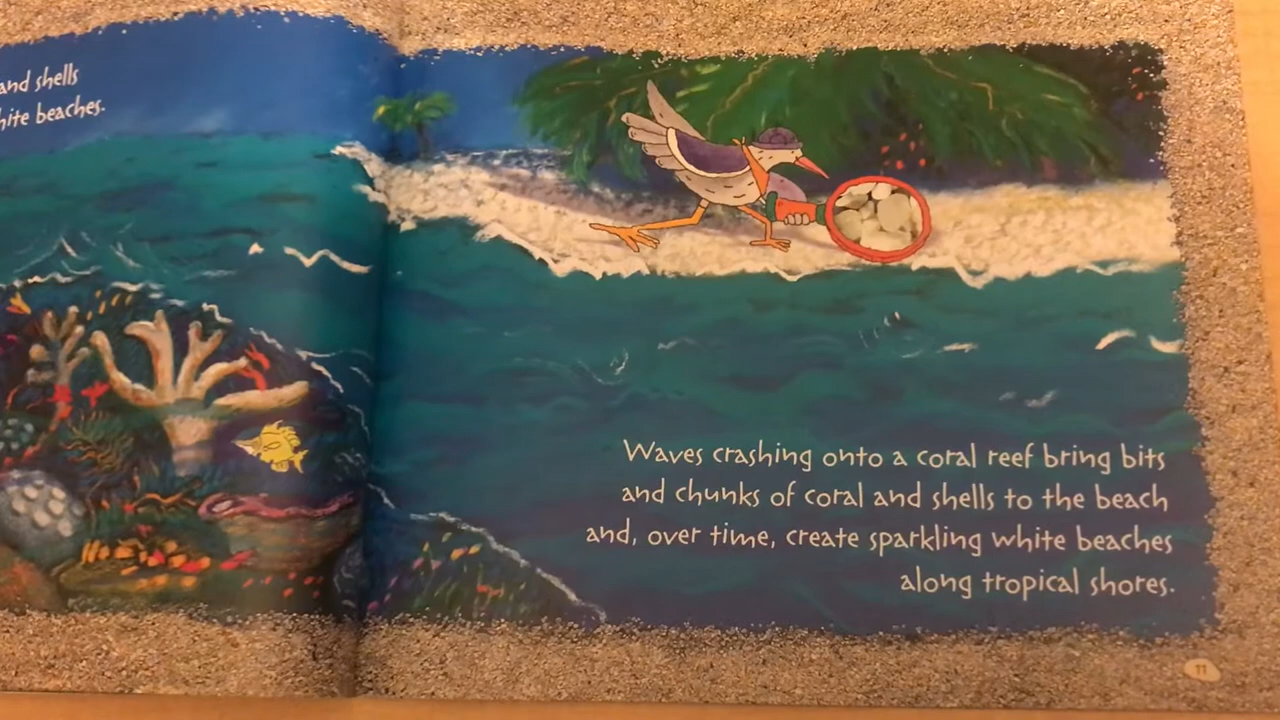 and shells
hite beaches.
Waves crashing onto a coral reef bring bits
and chunks of coral and shells to the beach
and, over time, create sparkling white beaches
along tropical shores.
11